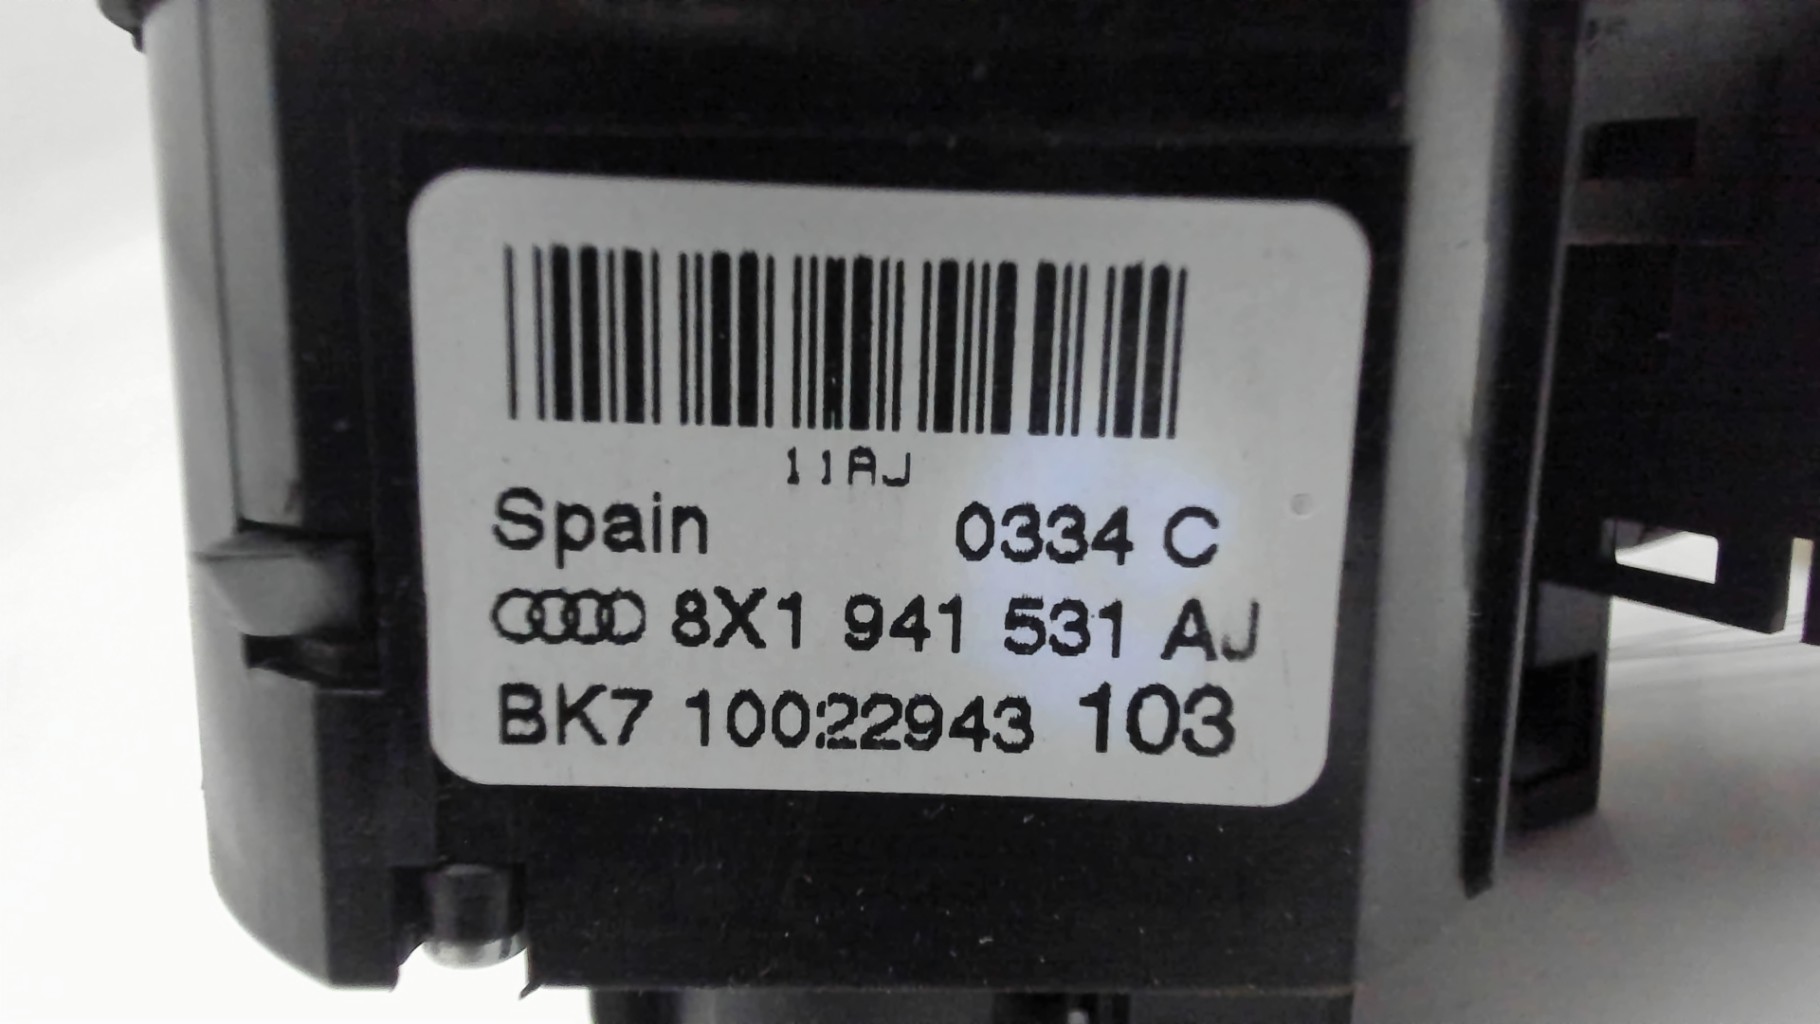 11AJ
Spain 0334 C
8X1 941 531 AJ
BK7 10022943 103